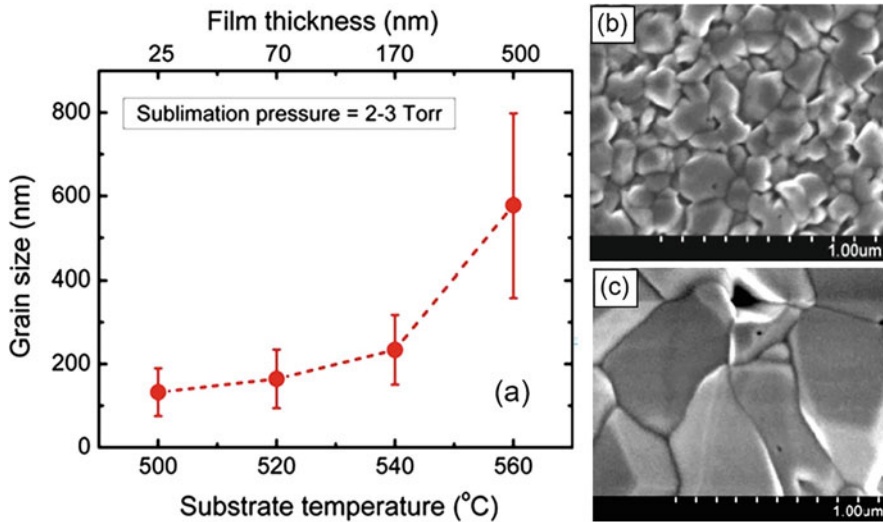 Film thickness (nm)
25 70 170 500
800
600
400
200
0
Grain size (nm)
Sublimation pressure = 2-3 Torr
(a)
500 520 540 560
Substrate temperature (°C)
(b)
1.00um
(c)
1.00um